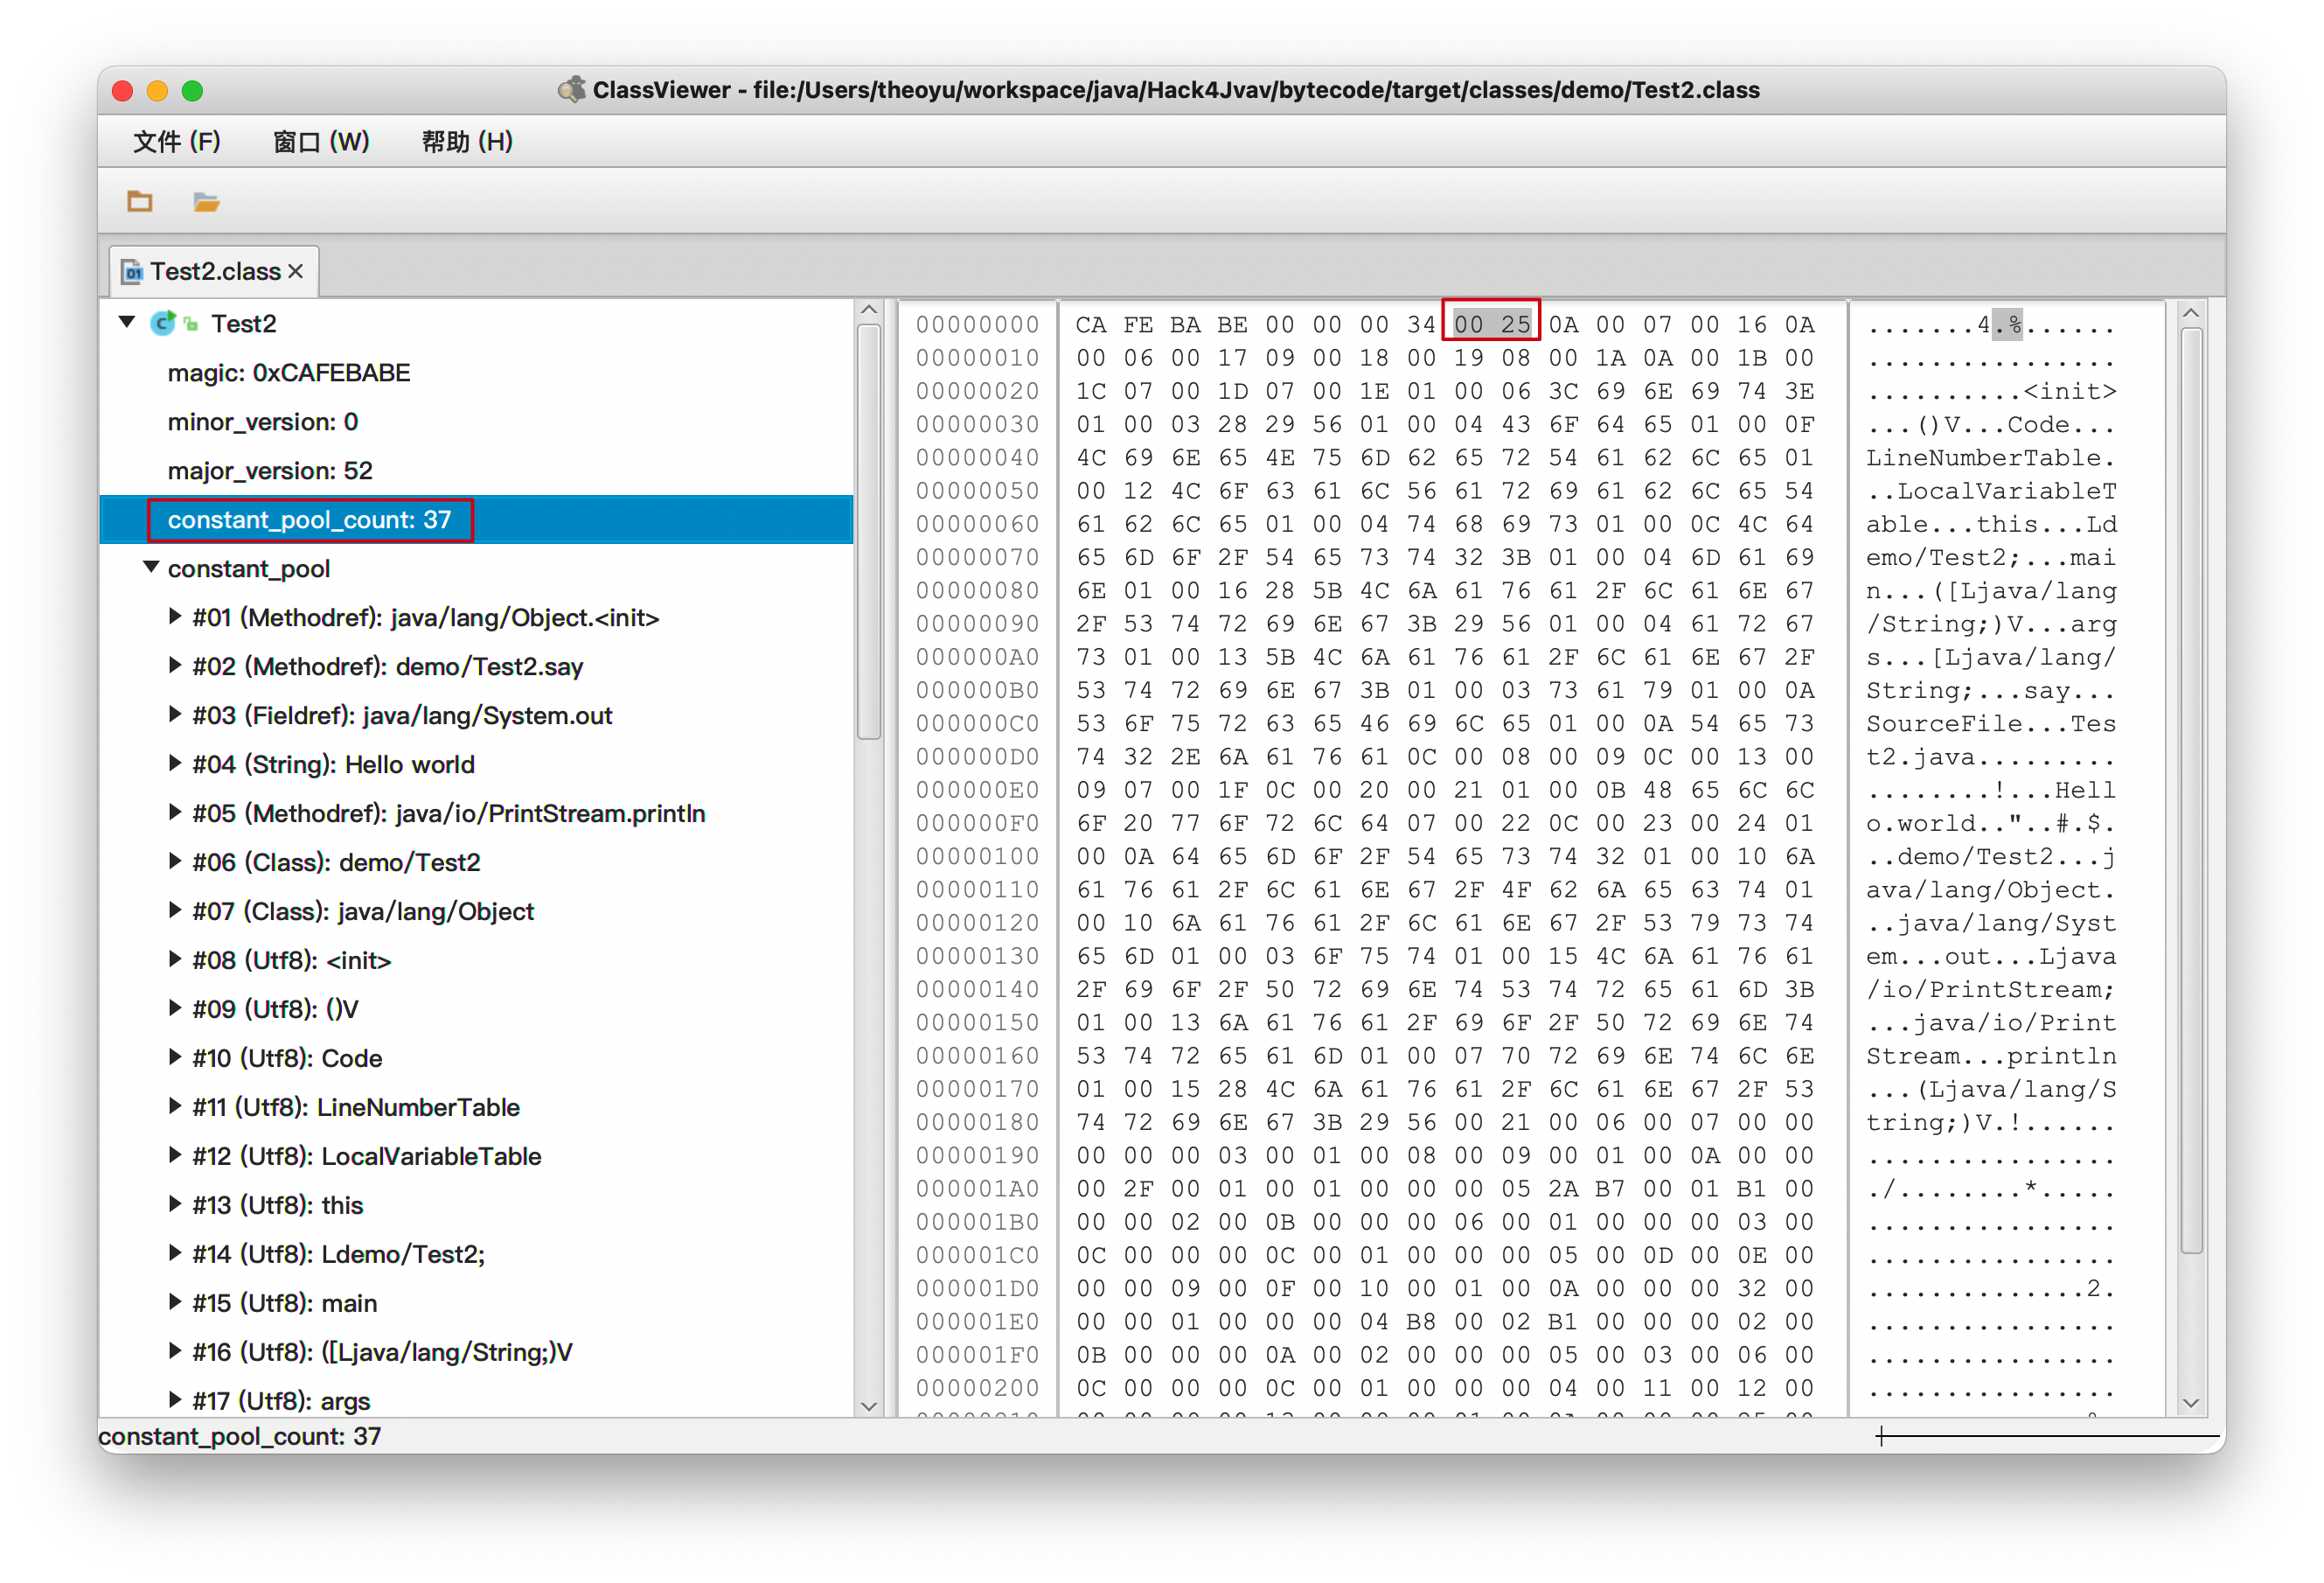 ClassViewer - file:/Users/theoyu/workspace/java/Hack4Jvav/bytecode/target/classes/demo/Test2.class
文件 (F) 窗口 (W) 帮助 (H)
Test2.class
Test2
magic: 0xCAFEBABE
minor_version: 0
major_version: 52
constant_pool_count: 37
constant_pool
#01 (Methodref): java/lang/Object.<init>
#02 (Methodref): demo/Test2.say
#03 (Fieldref): java/lang/System.out
#04 (String): Hello world
#05 (Methodref): java/io/PrintStream.println
#06 (Class): demo/Test2
#07 (Class): java/lang/Object
#08 (Utf8): <init>
#09 (Utf8): ()V
#10 (Utf8): Code
#11 (Utf8): LineNumberTable
#12 (Utf8): LocalVariableTable
#13 (Utf8): this
#14 (Utf8): Ldemo/Test2;
#15 (Utf8): main
#16 (Utf8): ([Ljava/lang/String;)V
#17 (Utf8): args
00000000 CA FE BA BE 00 00 00 34 00 25 0A 00 07 00 16 0A .......4.%......
00000010 00 06 00 17 09 00 18 00 19 08 00 1A 0A 00 1B 00 ................
00000020 1C 07 00 1D 07 00 1E 01 00 06 3C 69 6E 69 74 3E ..........<init>
00000030 01 00 03 28 29 56 01 00 04 43 6F 64 65 01 00 0F ...()V...Code...
00000040 4C 69 6E 65 4E 75 6D 62 65 72 54 61 62 6C 65 01 LineNumberTable.
00000050 00 12 4C 6F 63 61 6C 56 61 72 69 61 62 6C 65 54 ..LocalVariableT
00000060 61 62 6C 65 01 00 04 74 68 69 73 01 00 0C 4C 64 able...this...Ld
00000070 65 6D 6F 2F 54 65 73 74 32 3B 01 00 04 6D 61 69 emo/Test2;...mai
00000080 6E 01 00 16 28 5B 4C 6A 61 76 61 2F 6C 61 6E 67 n...([Ljava/lang
00000090 2F 53 74 72 69 6E 67 3B 29 56 01 00 04 61 72 67 /String;)V...arg
000000A0 73 01 00 13 5B 4C 6A 61 76 61 2F 6C 61 6E 67 2F s...[Ljava/lang/
000000B0 53 74 72 69 6E 67 3B 01 00 03 73 61 79 01 00 0A String;...say...
000000C0 53 6F 75 72 63 65 46 69 6C 65 01 00 0A 54 65 73 SourceFile...Tes
000000D0 74 32 2E 6A 61 76 61 0C 00 08 00 09 0C 00 13 00 t2.java.........
000000E0 09 07 00 1F 0C 00 20 00 21 01 00 0B 48 65 6C 6C ........!...Hell
000000F0 6F 20 77 6F 72 6C 64 07 00 22 0C 00 23 00 24 01 o.world.."..#.$.
00000100 00 0A 64 65 6D 6F 2F 54 65 73 74 32 01 00 10 6A ..demo/Test2...j
00000110 61 76 61 2F 6C 61 6E 67 2F 4F 62 6A 65 63 74 01 ava/lang/Object.
00000120 00 10 6A 61 76 61 2F 6C 61 6E 67 2F 53 79 73 74 ..java/lang/Syst
00000130 65 6D 01 00 03 6F 75 74 01 00 15 4C 6A 61 76 61 em...out...Ljava
00000140 2F 69 6F 2F 50 72 69 6E 74 53 74 72 65 61 6D 3B /io/PrintStream;
00000150 01 00 13 6A 61 76 61 2F 69 6F 2F 50 72 69 6E 74 ...java/io/Print
00000160 53 74 72 65 61 6D 01 00 07 70 72 69 6E 74 6C 6E Stream...println
00000170 01 00 15 28 4C 6A 61 76 61 2F 6C 61 6E 67 2F 53 ...(Ljava/lang/S
00000180 74 72 69 6E 67 3B 29 56 00 21 00 06 00 07 00 00 tring;)V.!......
00000190 00 00 00 03 00 01 00 08 00 09 00 01 00 0A 00 00 ................
000001A0 00 2F 00 01 00 01 00 00 00 05 2A B7 00 01 B1 00 ./........*.....
000001B0 00 00 02 00 0B 00 00 00 06 00 01 00 00 00 03 00 ................
000001C0 0C 00 00 00 0C 00 01 00 00 00 05 00 0D 00 0E 00 ................
000001D0 00 00 09 00 0F 00 10 00 01 00 0A 00 00 00 32 00 ..............2.
000001E0 00 00 01 00 00 00 04 B8 00 02 B1 00 00 00 02 00 ................
000001F0 0B 00 00 00 0A 00 02 00 00 00 05 00 03 00 06 00 ................
00000200 0C 00 00 00 0C 00 01 00 00 00 04 00 11 00 12 00 ................
constant_pool_count: 37